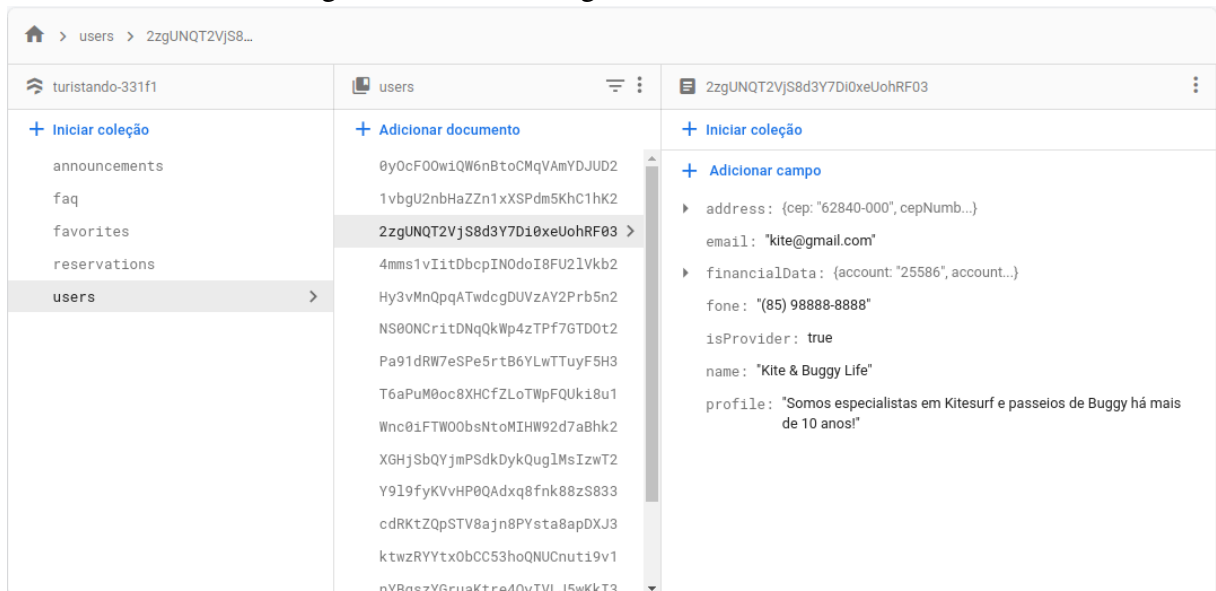 users > 2zgUNQT2VjS8…
turistando-331f1
Iniciar coleção
announcements
faq
favorites
reservations
users
users
Adicionar documento
0yOcFOOwiQW6nBtoCMqVAmYDJUD2
1vbgU2nbHaZZn1xXSPdm5KhC1hK2
2zgUNQT2VjS8d3Y7Di0xeUohRF03
4mms1vIitDbcpINOdoI8FU2lVkb2
Hy3vMnQpqATwdcgDUVzAY2Prb5n2
NS0ONCritDNqQkWp4zTPf7GTDOt2
Pa91dRW7eSPe5rtB6YLwTTuyF5H3
T6aPuM0oc8XHCfZLoTWpFQUki8u1
Wnc0iFTWOObsNtoMIHW92d7aBhk2
XGHjSbQYjmPSdkDykQuglMsIzwT2
Y9l9fyKVvHP0QAdxq8fnk88zS833
cdRKtZQpSTV8ajn8PYsta8apDXJ3
ktwzRYYtxObCC53hoQNUCnuti9v1
2zgUNQT2VjS8d3Y7Di0xeUohRF03
Iniciar coleção
Adicionar campo
address: {cep: "62840-000", cepNumb...}
email: "kite@gmail.com"
financialData: {account: "25586", account...}
fone: "(85) 98888-8888"
isProvider: true
name: "Kite & Buggy Life"
profile: "Somos especialistas em Kitesurf e passeios de Buggy há mais
de 10 anos!"